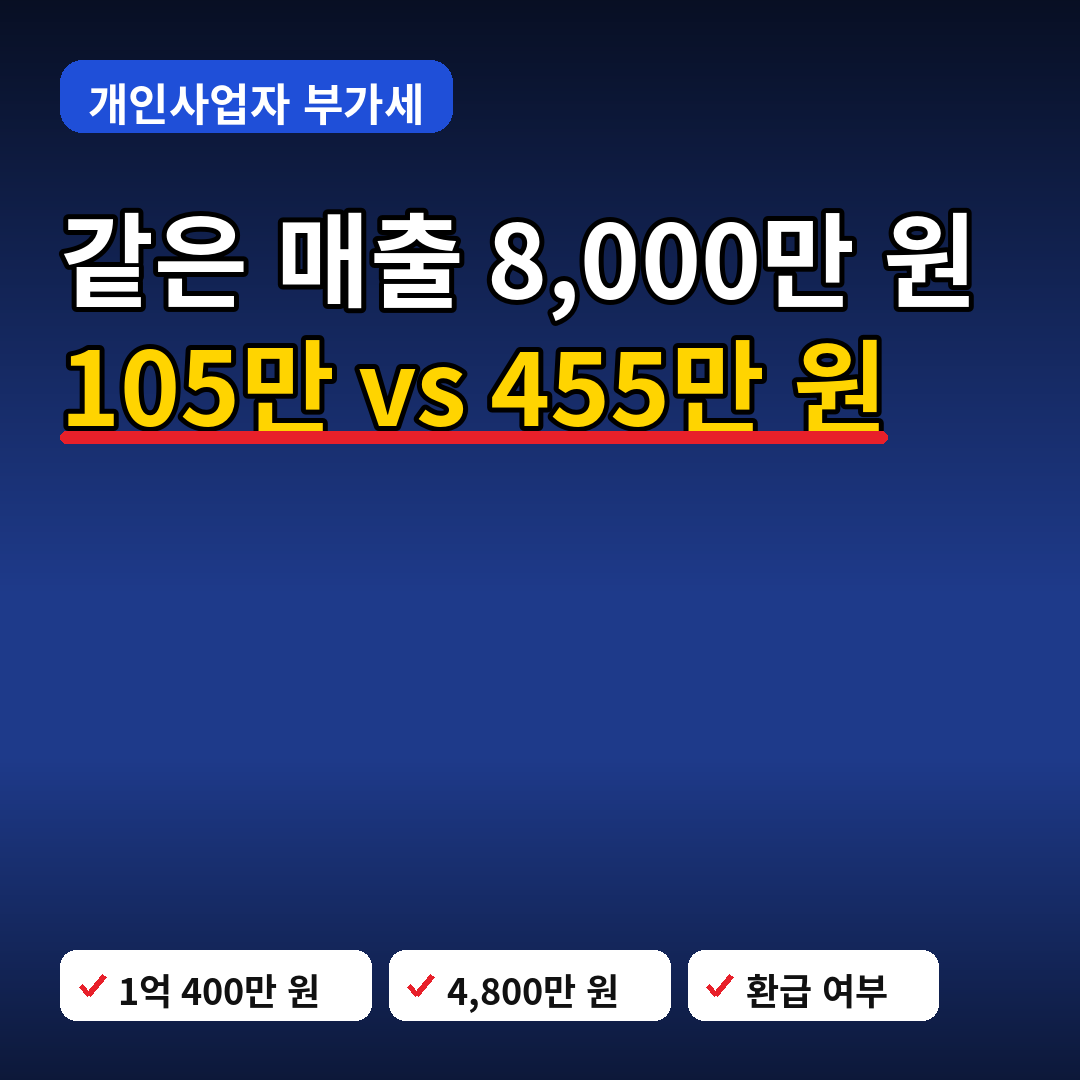 개인사업자 부가세
같은 매출 8,000만 원
105만 vs 455만 원
1억 400만 원
4,800만 원
환급 여부